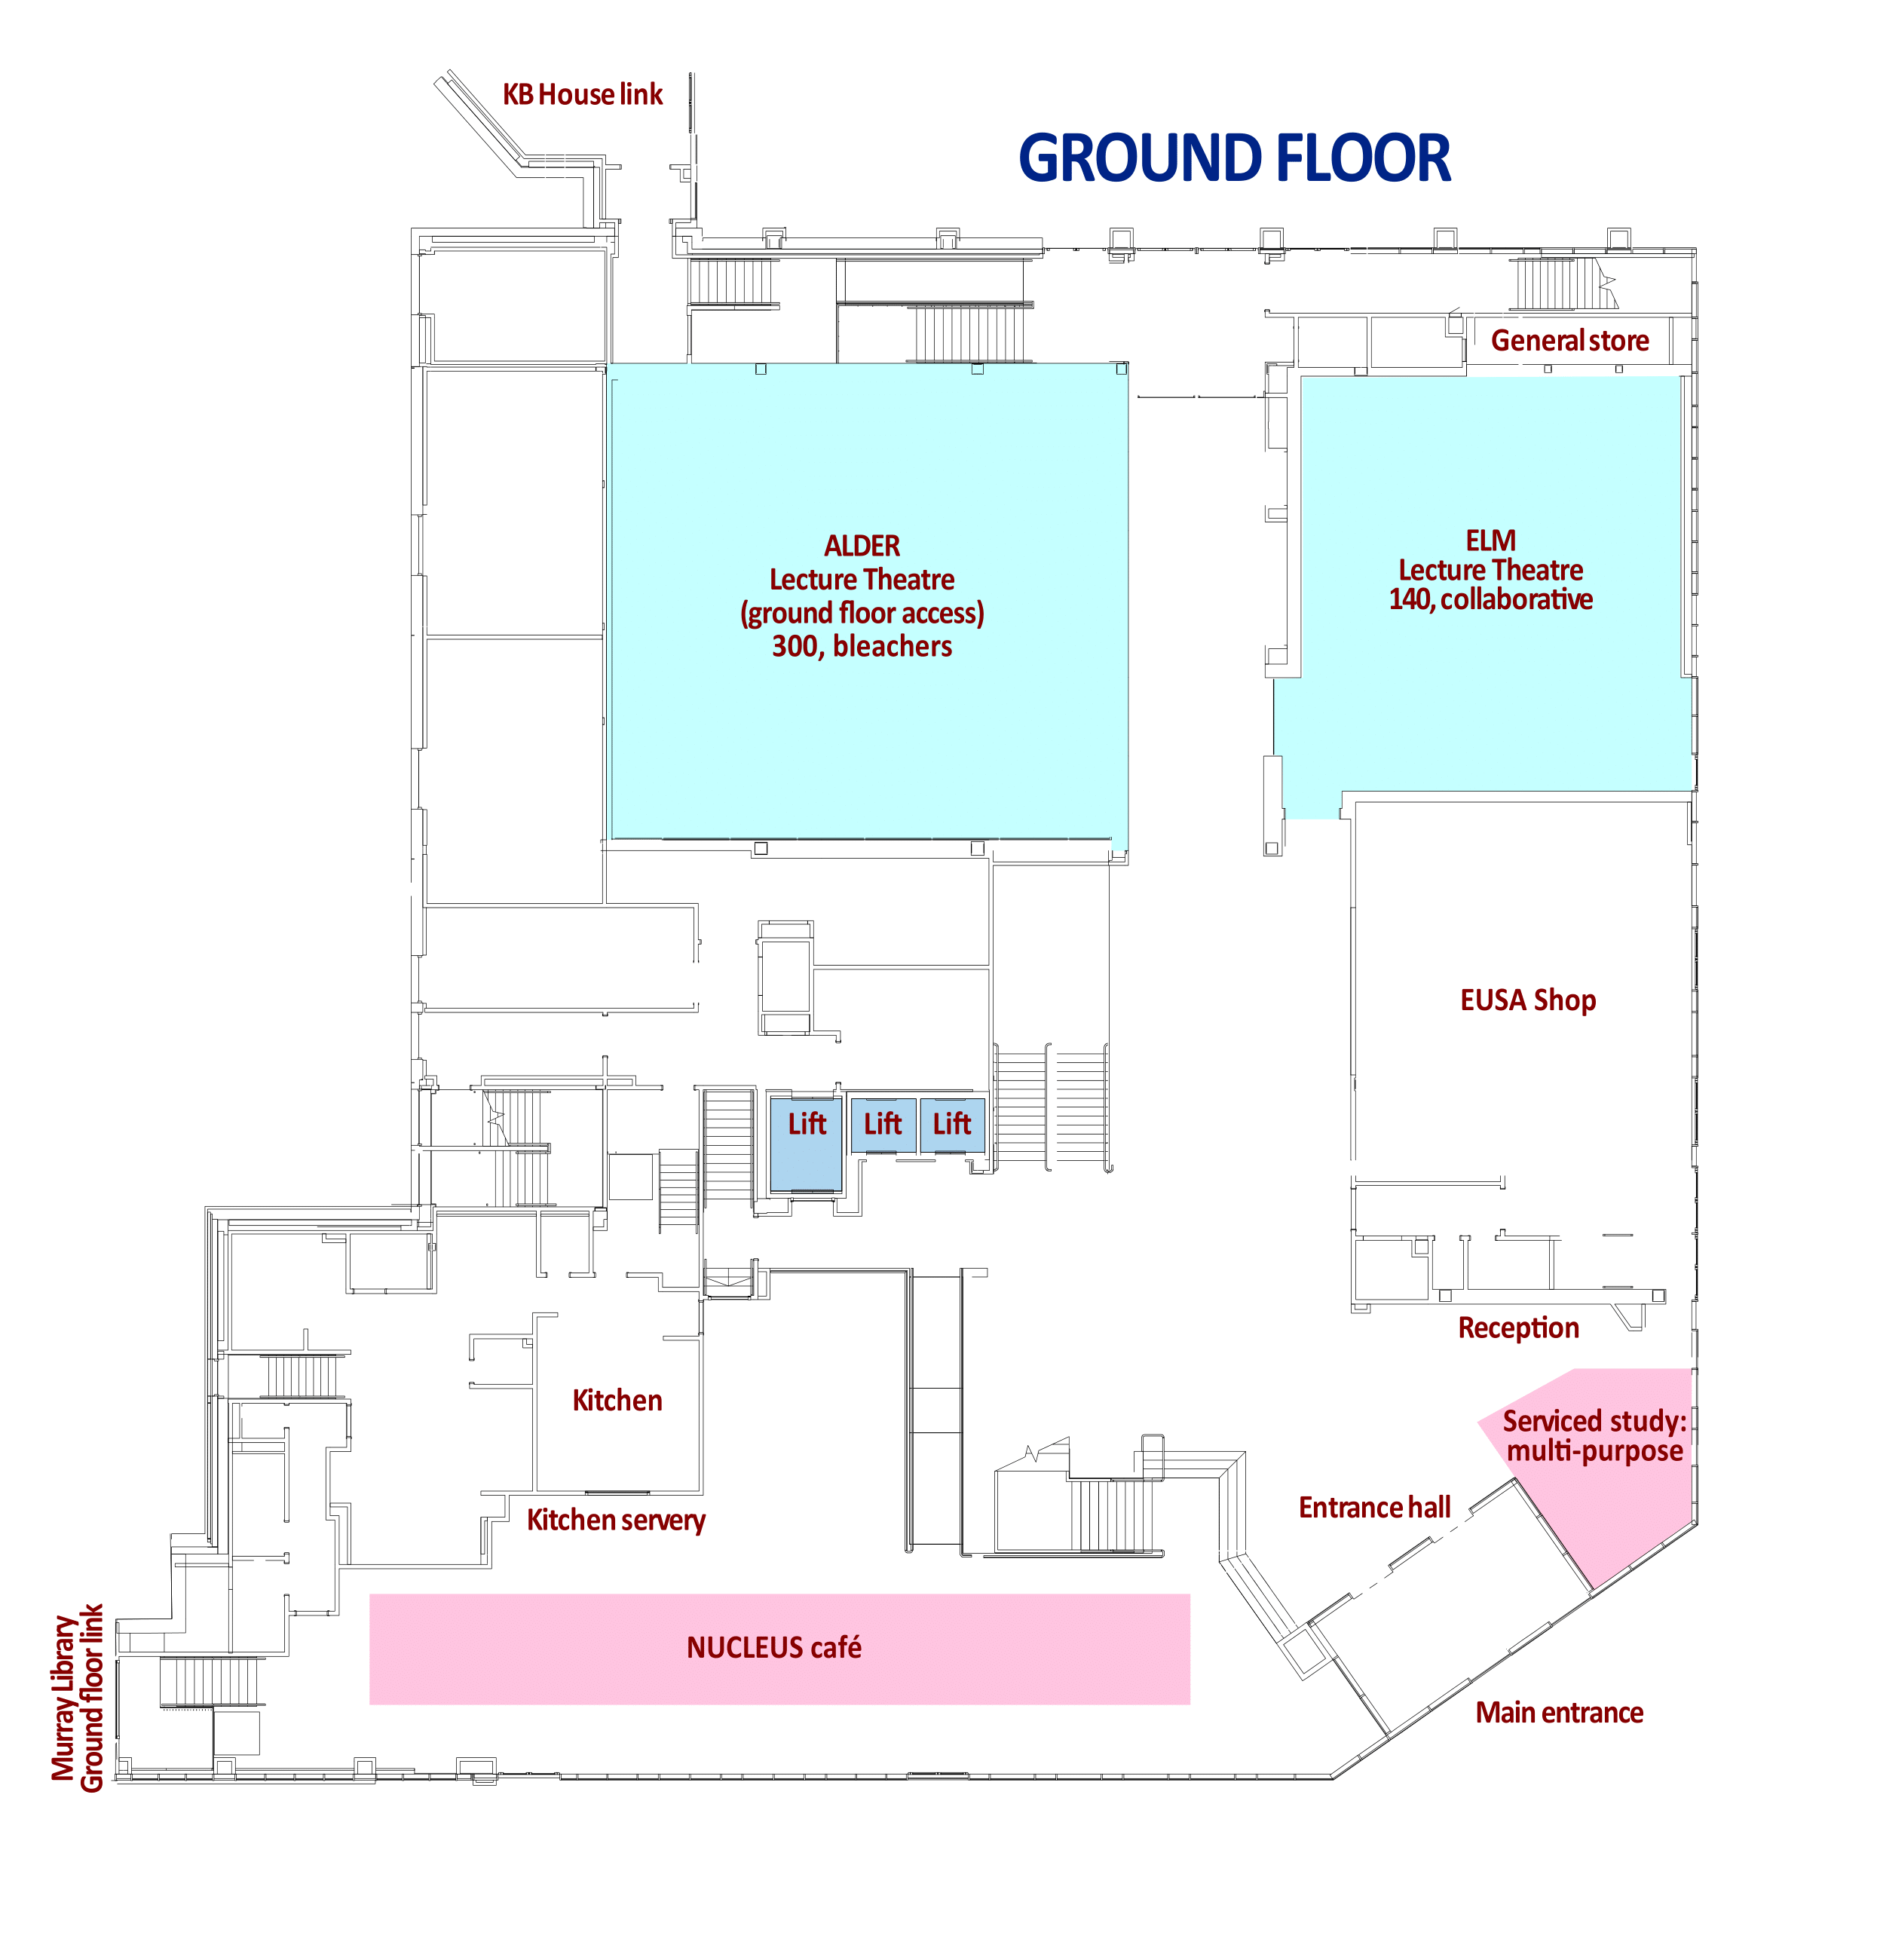 KB House link
GROUND FLOOR
General store
ALDER
Lecture Theatre
(ground floor access)
300, bleachers
ELM
Lecture Theatre
140, collaborative
EUSA Shop
Lift
Lift
Lift
Reception
Kitchen
Serviced study:
multi-purpose
Kitchen servery
Entrance hall
NUCLEUS café
Murray Library
Ground floor link
Main entrance